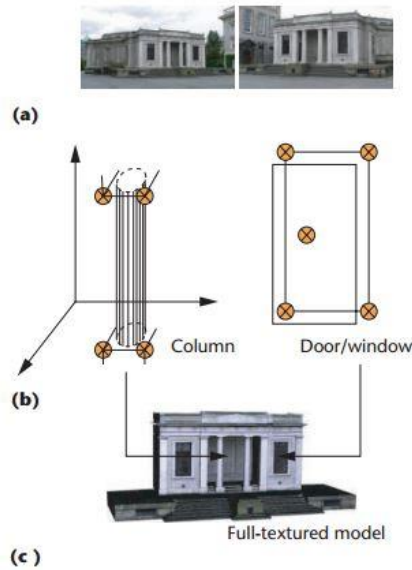 (a)
Column
Door/window
(b)
Full-textured model
(c)